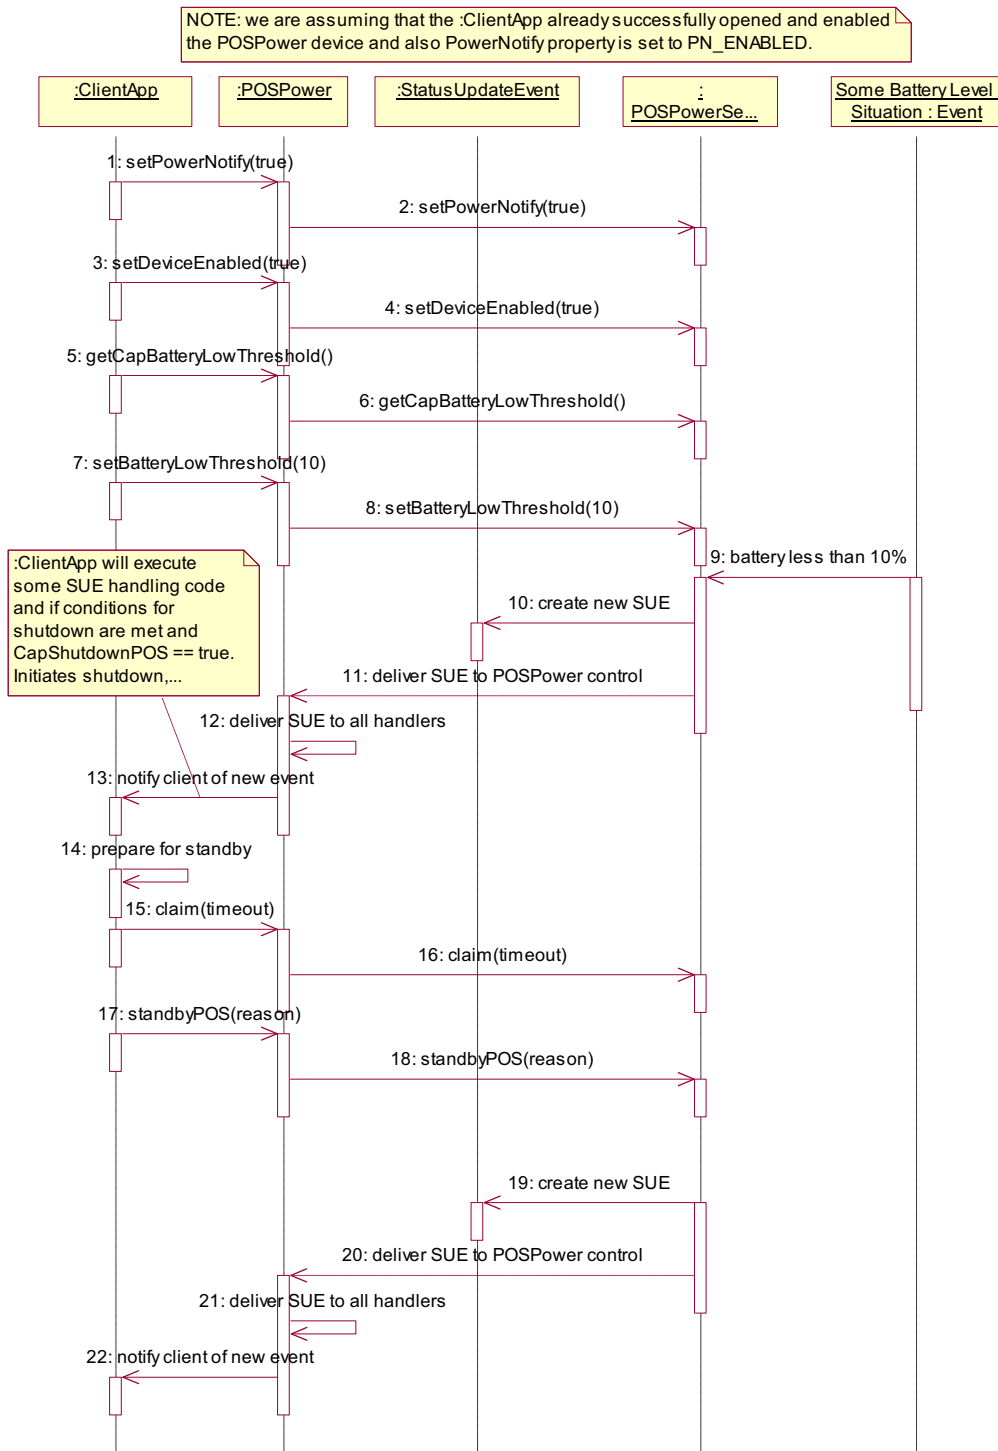 NOTE: we are assuming that the :ClientApp already successfully opened and enabled
the POSPower device and also PowerNotify property is set to PN_ENABLED.
:ClientApp
:POSPower
:StatusUpdateEvent
:
POSPowerSe...
Some Battery Level
Situation : Event
1: setPowerNotify(true)
2: setPowerNotify(true)
3: setDeviceEnabled(true)
4: setDeviceEnabled(true)
5: getCapBatteryLowThreshold()
6: getCapBatteryLowThreshold()
7: setBatteryLowThreshold(10)
8: setBatteryLowThreshold(10)
:ClientApp will execute
some SUE handling code
and if conditions for
shutdown are met and
CapShutdownPOS == true.
Initiates shutdown,...
9: battery less than 10%
10: create new SUE
11: deliver SUE to POSPower control
12: deliver SUE to all handlers
13: notify client of new event
14: prepare for standby
15: claim(timeout)
16: claim(timeout)
17: standbyPOS(reason)
18: standbyPOS(reason)
19: create new SUE
20: deliver SUE to POSPower control
21: deliver SUE to all handlers
22: notify client of new event